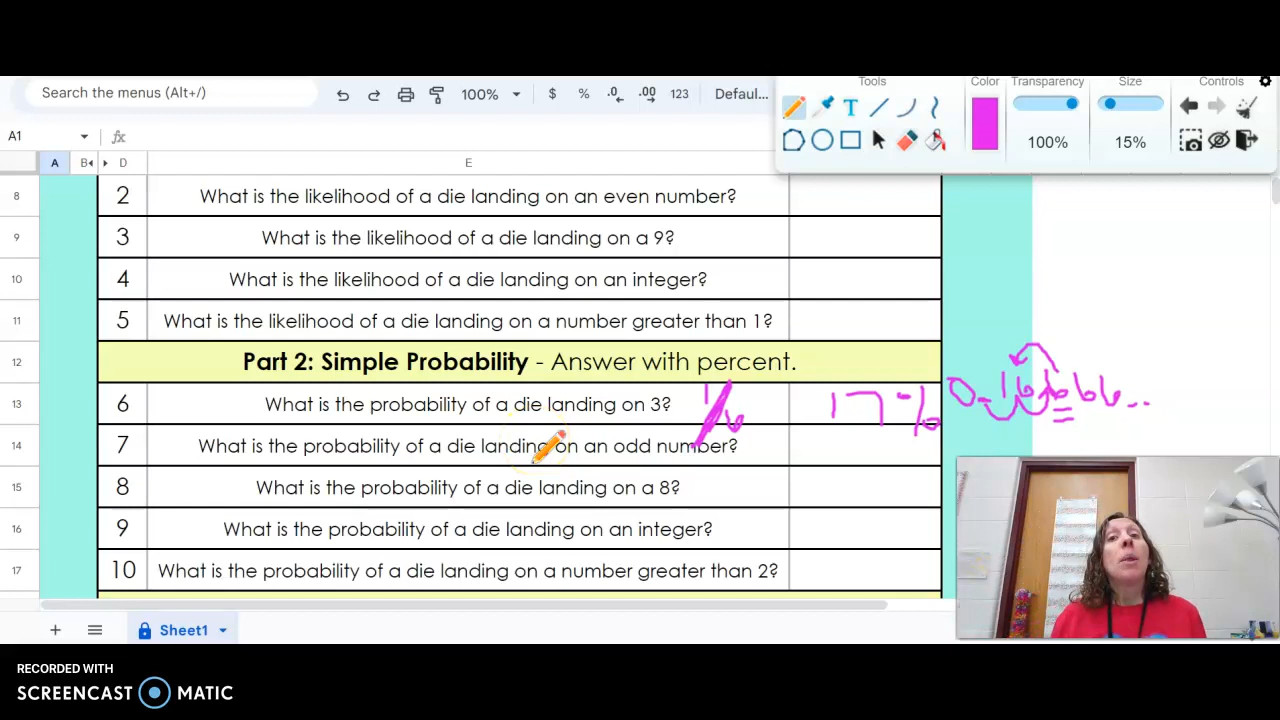 Search the menus (Alt+/)
100%
$ % .0 .00 123 Defaul...
Tools Color Transparency Size Controls
100% 15%
A1 fx
A B D E
8 2 What is the likelihood of a die landing on an even number?
9 3 What is the likelihood of a die landing on a 9?
10 4 What is the likelihood of a die landing on an integer?
11 5 What is the likelihood of a die landing on a number greater than 1?
12 Part 2: Simple Probability - Answer with percent.
13 6 What is the probability of a die landing on 3? 1/6 17% 0.16666...
14 7 What is the probability of a die landing on an odd number?
15 8 What is the probability of a die landing on a 8?
16 9 What is the probability of a die landing on an integer?
17 10 What is the probability of a die landing on a number greater than 2?
Sheet1
RECORDED WITH
SCREENCAST MATIC